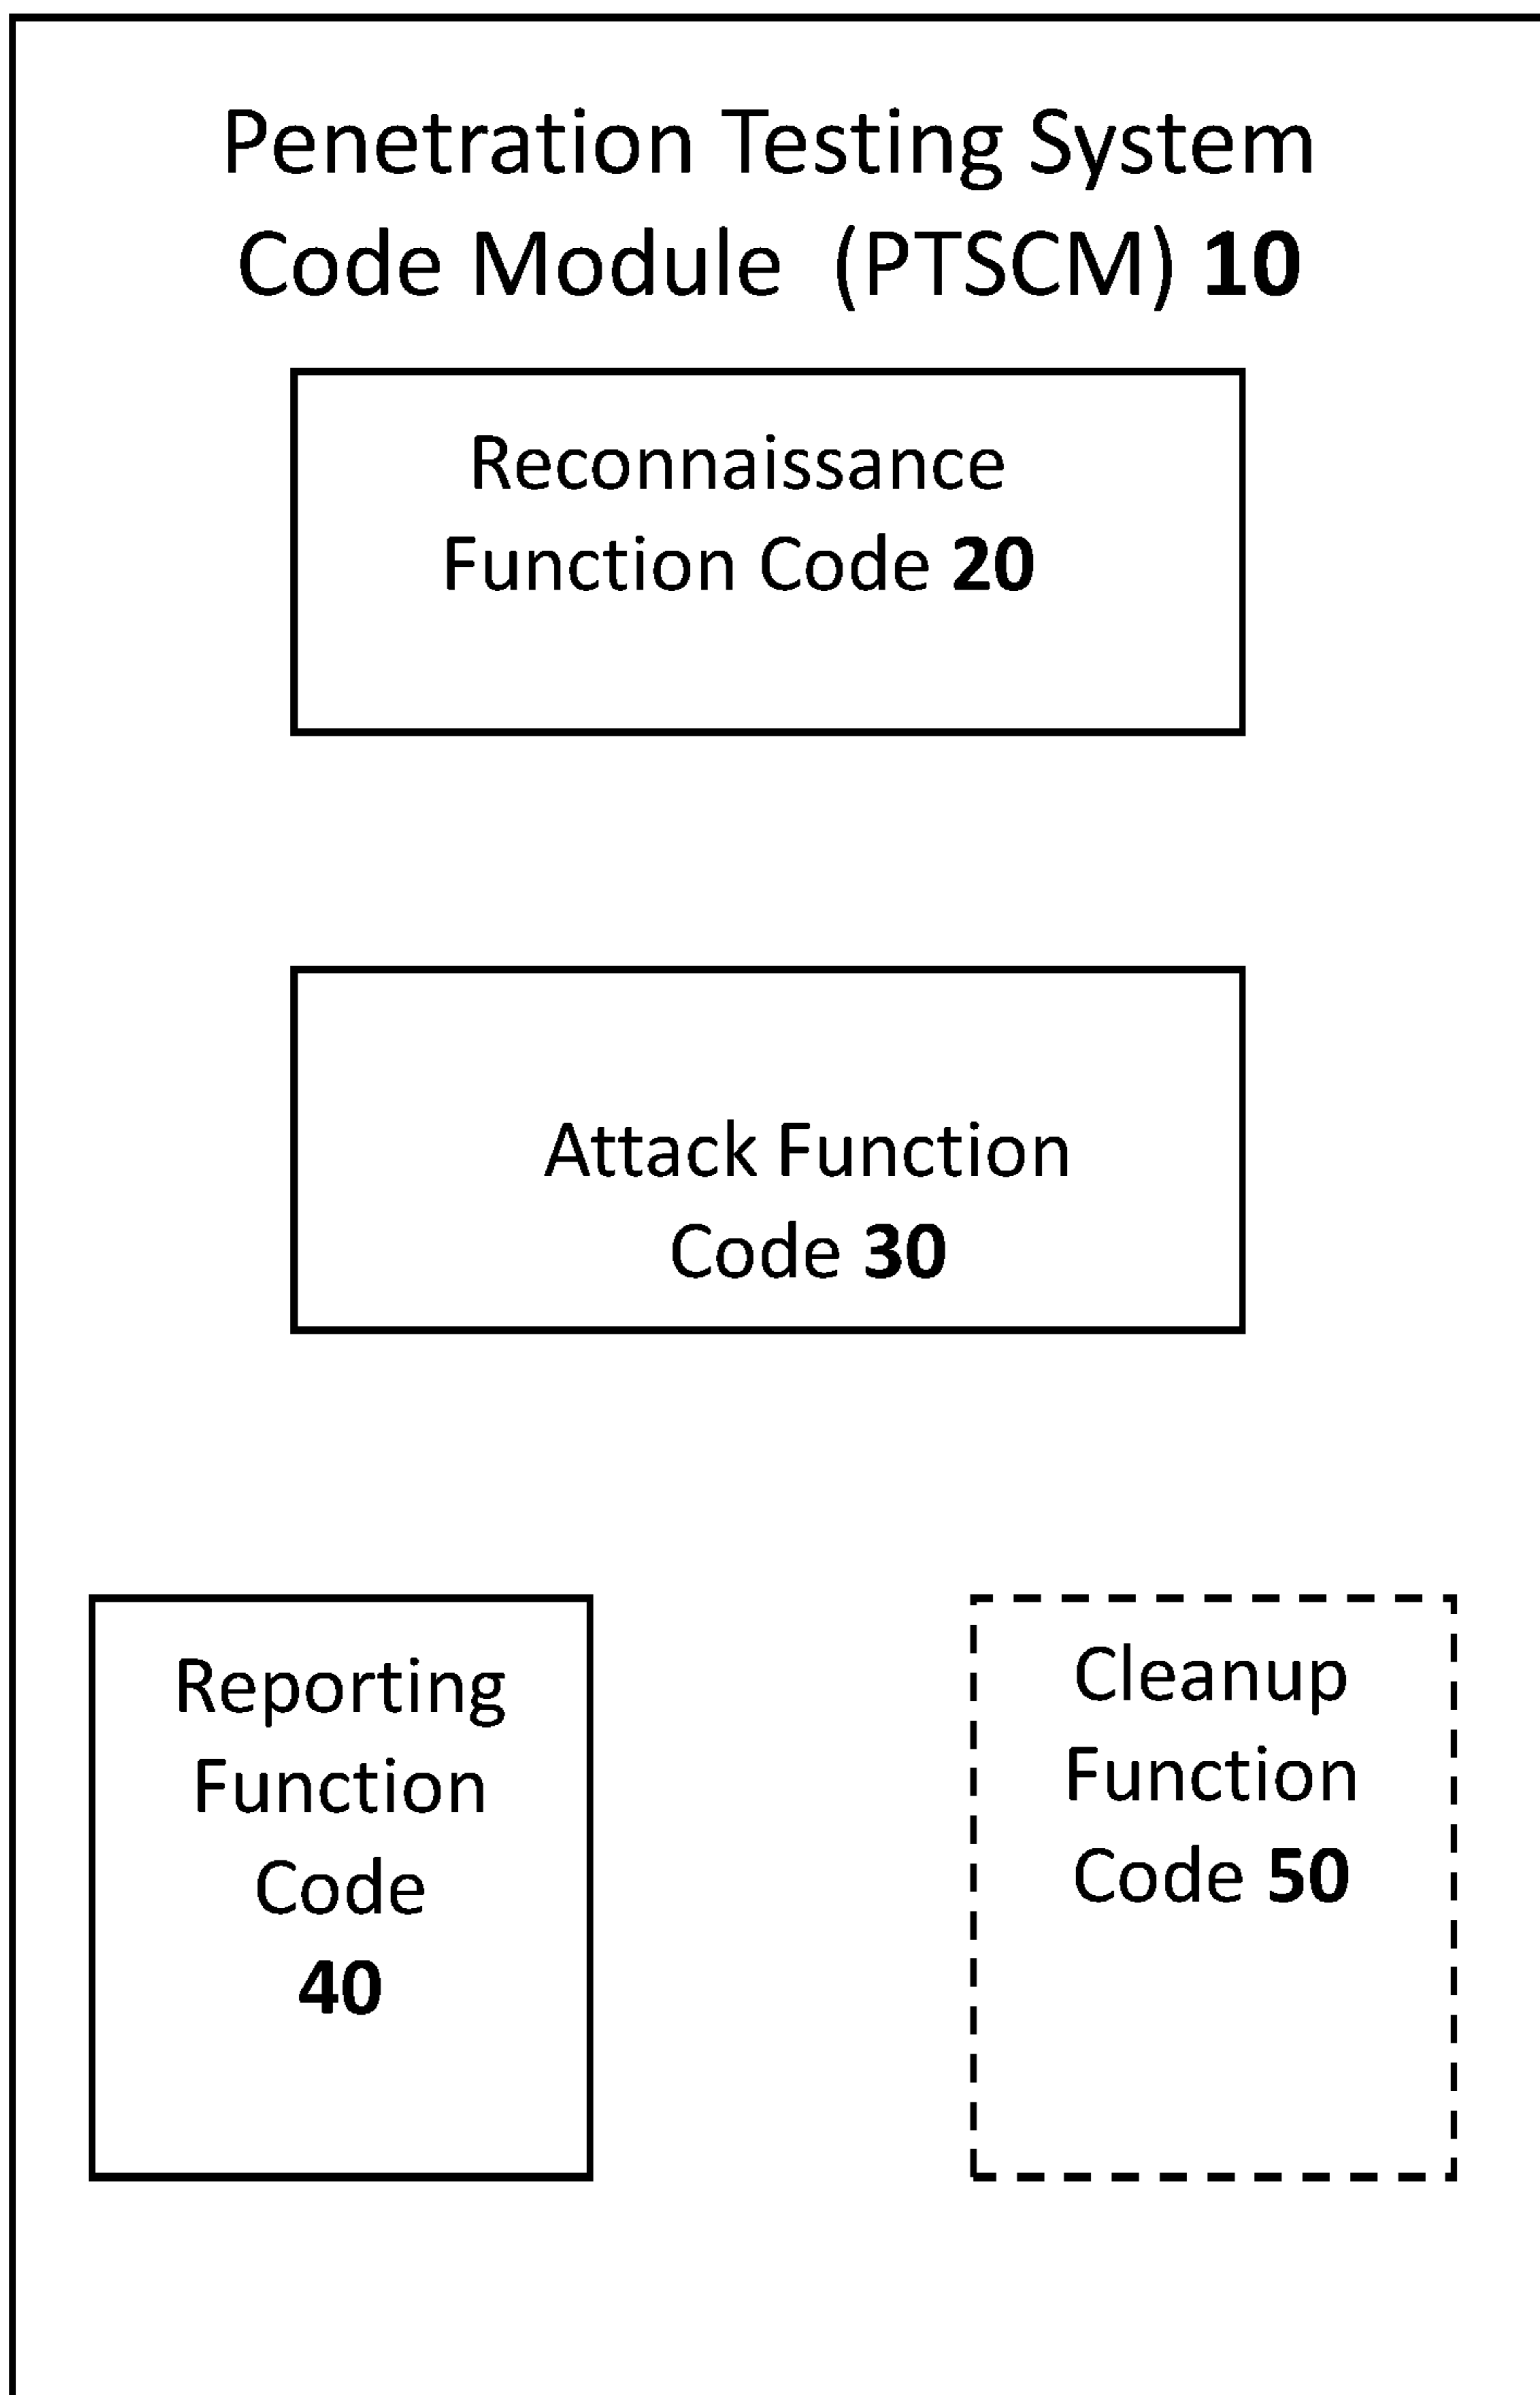 Penetration Testing System
Code Module (PTSCM) 10
Reconnaissance
Function Code 20
Attack Function
Code 30
Reporting
Function
Code
40
Cleanup
Function
Code 50